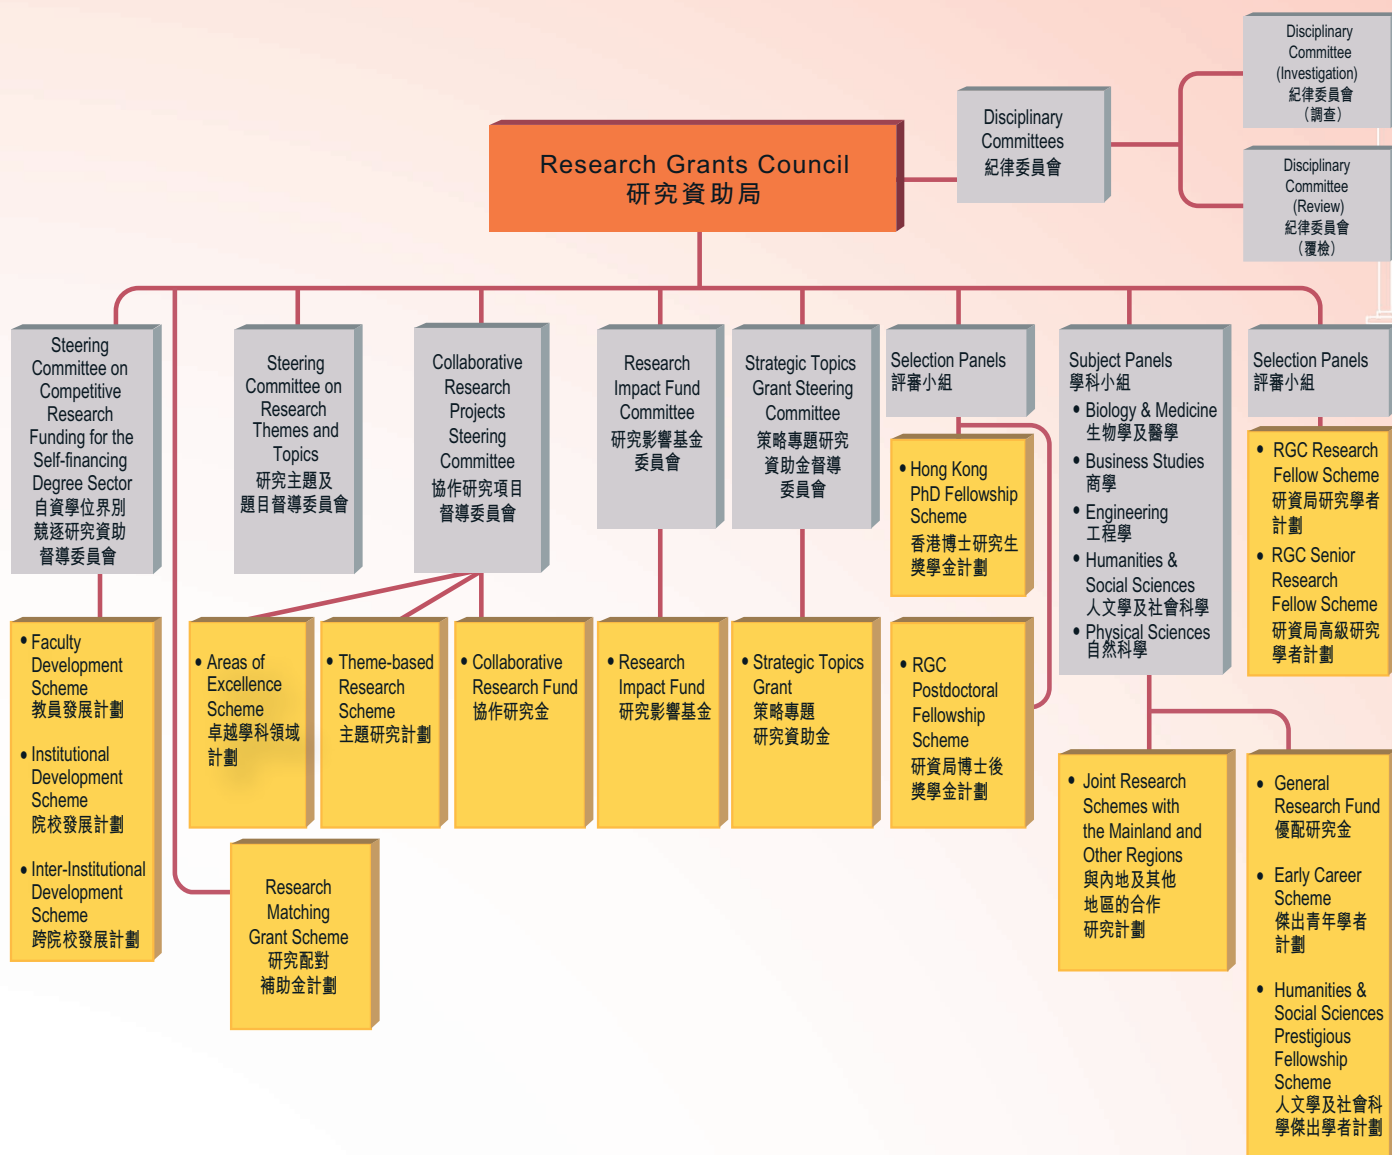 Research Grants Council
研究資助局
Disciplinary
Committees
紀律委員會
Disciplinary
Committee
(Investigation)
紀律委員會
（調查）
Disciplinary
Committee
(Review)
紀律委員會
（覆檢）
Steering
Committee on
Competitive
Research
Funding for the
Self-financing
Degree Sector
自資學位界別
競逐研究資助
督導委員會
Steering
Committee on
Research
Themes and
Topics
研究主題及
題目督導委員會
Collaborative
Research
Projects
Steering
Committee
協作研究項目
督導委員會
Research
Impact Fund
Committee
研究影響基金
委員會
Strategic Topics
Grant Steering
Committee
策略專題研究
資助金督導
委員會
Selection Panels
評審小組
Subject Panels
學科小組
• Biology & Medicine
生物學及醫學
• Business Studies
商學
• Engineering
工程學
• Humanities &
Social Sciences
人文學及社會科學
• Physical Sciences
自然科學
Selection Panels
評審小組
• Faculty
Development
Scheme
教員發展計劃
• Institutional
Development
Scheme
院校發展計劃
• Inter-Institutional
Development
Scheme
跨院校發展計劃
Research
Matching
Grant Scheme
研究配對
補助金計劃
• Areas of
Excellence
Scheme
卓越學科領域
計劃
• Theme-based
Research
Scheme
主題研究計劃
• Collaborative
Research Fund
協作研究金
• Research
Impact Fund
研究影響基金
• Strategic Topics
Grant
策略專題
研究資助金
• Hong Kong
PhD Fellowship
Scheme
香港博士研究生
獎學金計劃
• RGC
Postdoctoral
Fellowship
Scheme
研資局博士後
獎學金計劃
• Joint Research
Schemes with
the Mainland and
Other Regions
與內地及其他
地區的合作
研究計劃
• RGC Research
Fellow Scheme
研資局研究學者
計劃
• RGC Senior
Research
Fellow Scheme
研資局高級研究
學者計劃
• General
Research Fund
優配研究金
• Early Career
Scheme
傑出青年學者
計劃
• Humanities &
Social Sciences
Prestigious
Fellowship
Scheme
人文學及社會科
學傑出學者計劃